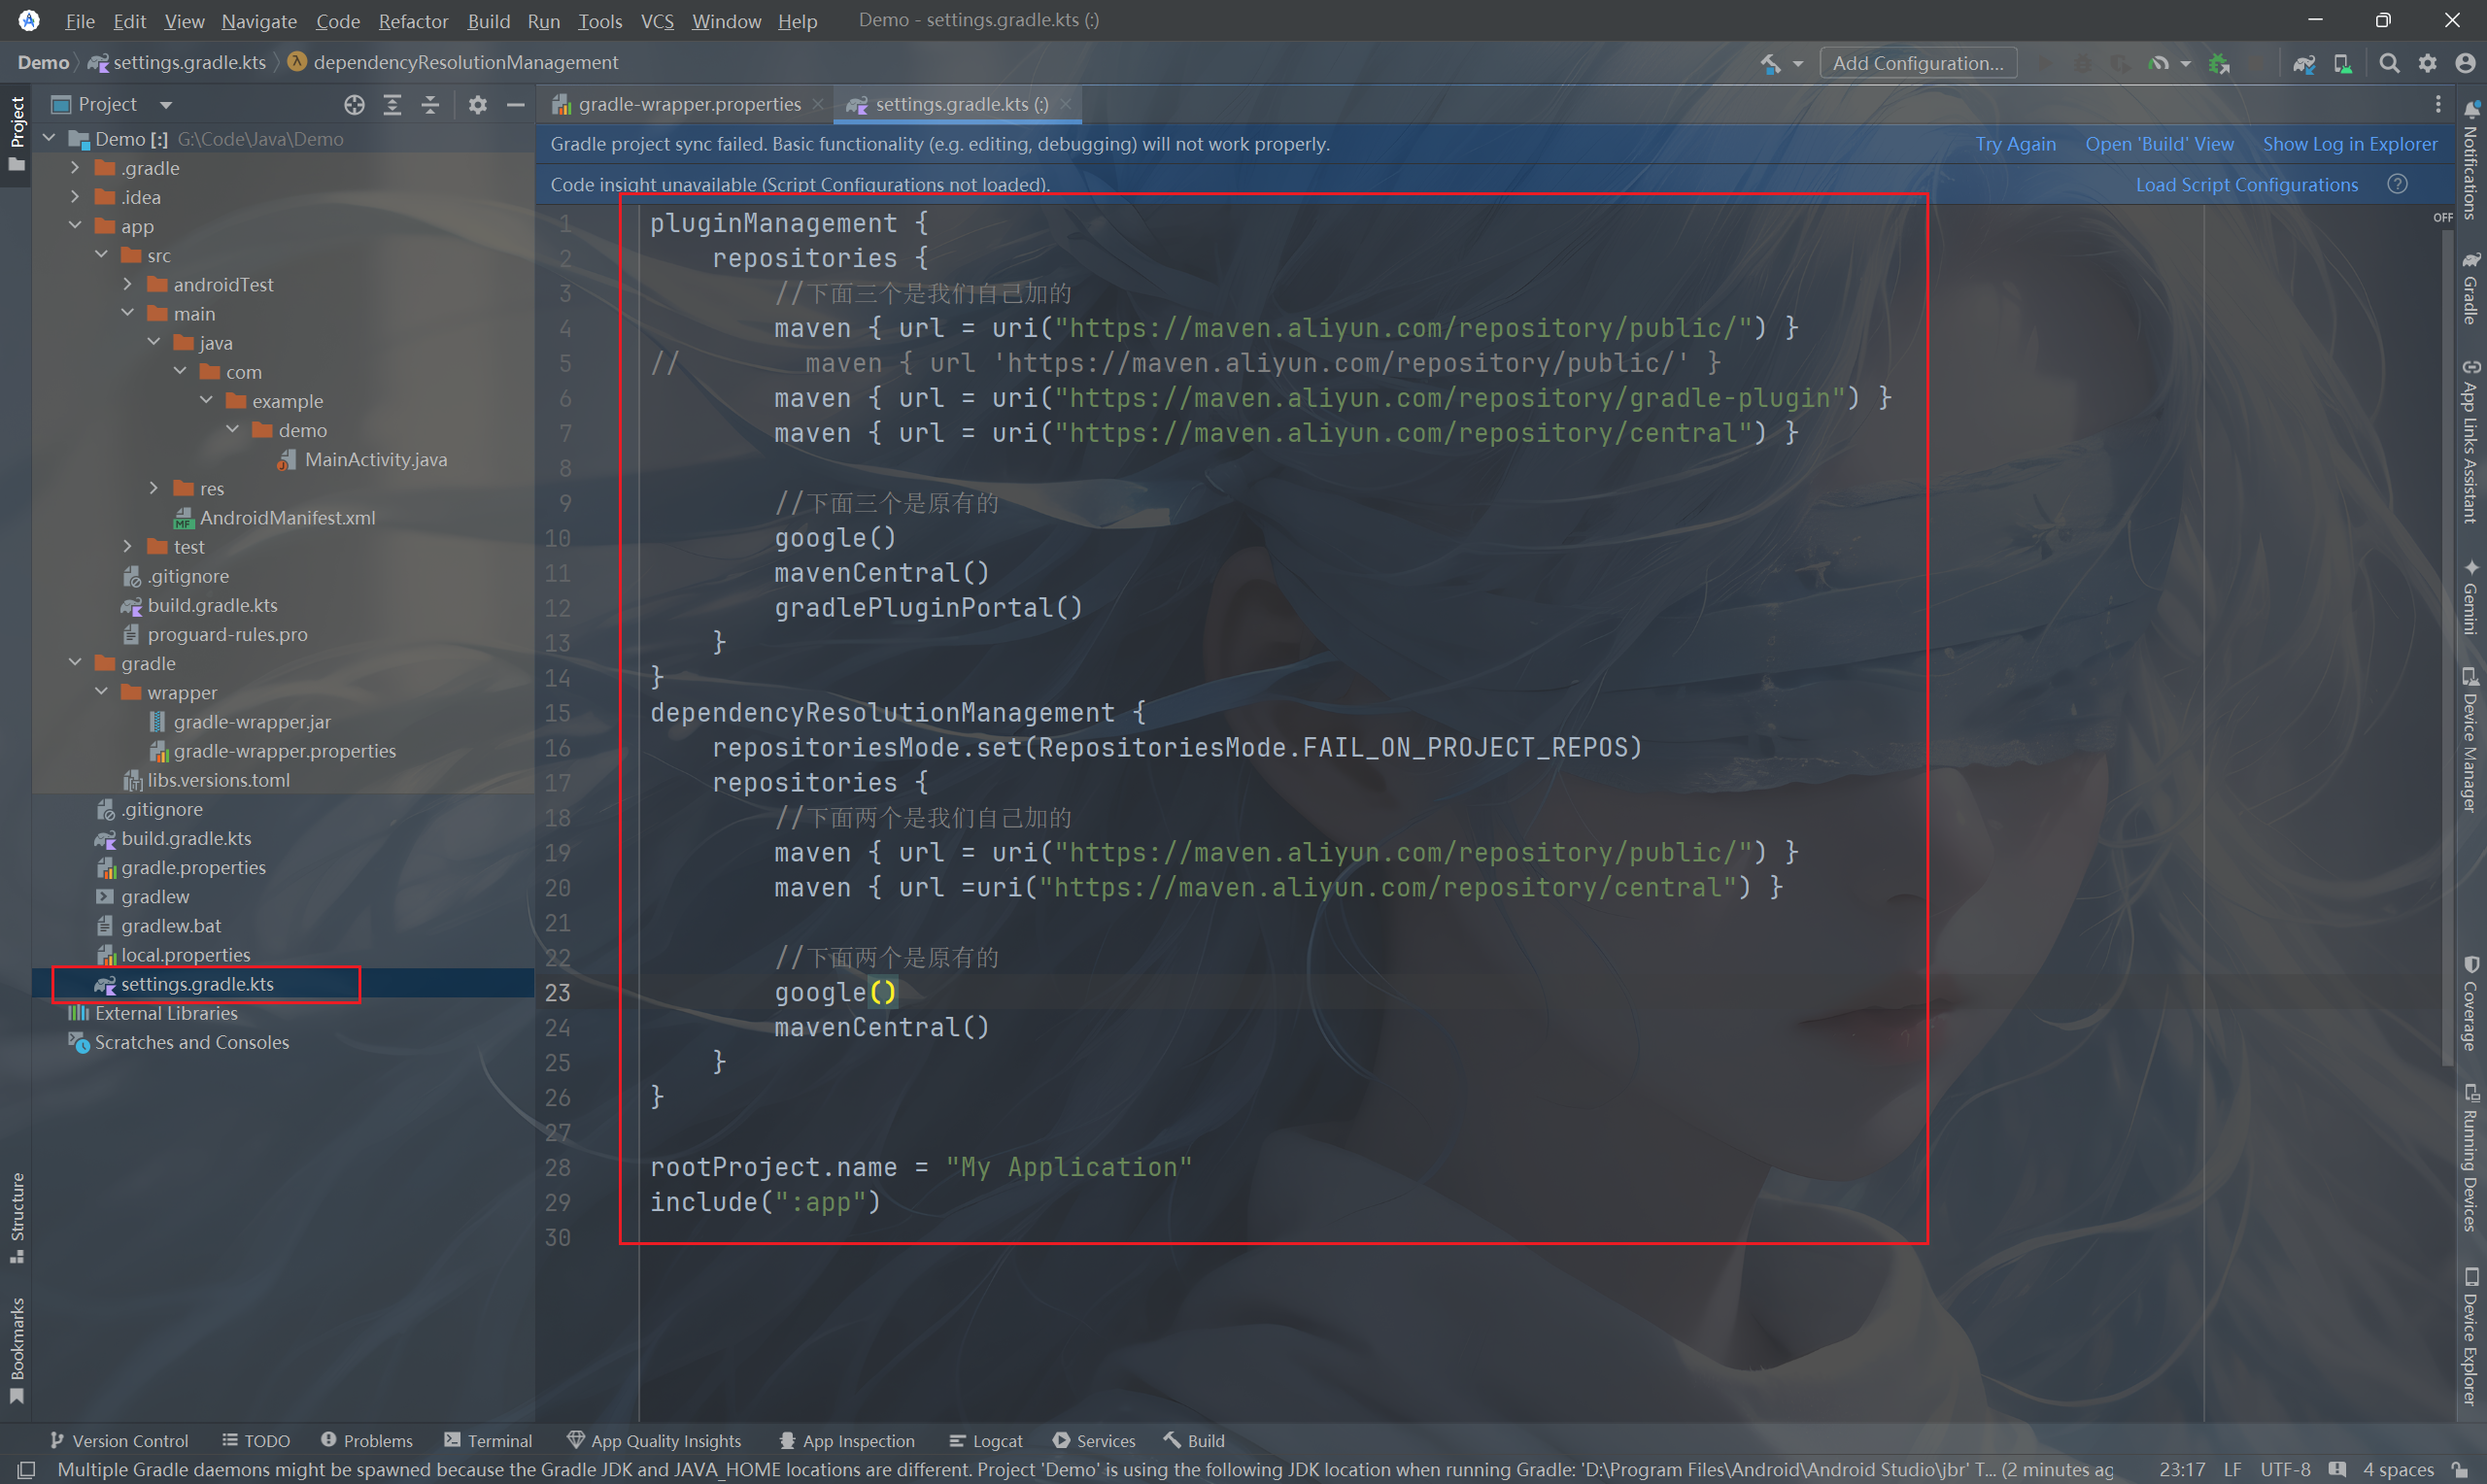 File Edit View Navigate Code Refactor Build Run Tools VCS Window Help Demo - settings.gradle.kts (:)
Demo settings.gradle.kts dependencyResolutionManagement Add Configuration...
Project
Project
Structure
Bookmarks
Demo [:] G:\Code\Java\Demo
.gradle
.idea
app
src
androidTest
main
java
com
example
demo
MainActivity.java
res
AndroidManifest.xml
test
.gitignore
build.gradle.kts
proguard-rules.pro
gradle
wrapper
gradle-wrapper.jar
gradle-wrapper.properties
libs.versions.toml
.gitignore
build.gradle.kts
gradle.properties
gradlew
gradlew.bat
local.properties
settings.gradle.kts
External Libraries
Scratches and Consoles
gradle-wrapper.properties settings.gradle.kts (:)
Gradle project sync failed. Basic functionality (e.g. editing, debugging) will not work properly. Try Again Open 'Build' View Show Log in Explorer
Code insight unavailable (Script Configurations not loaded). Load Script Configurations
OFF
1 pluginManagement {
2 repositories {
3 //下面三个是我们自己加的
4 maven { url = uri("https://maven.aliyun.com/repository/public/") }
5 // maven { url 'https://maven.aliyun.com/repository/public/' }
6 maven { url = uri("https://maven.aliyun.com/repository/gradle-plugin") }
7 maven { url = uri("https://maven.aliyun.com/repository/central") }
8
9 //下面三个是原有的
10 google()
11 mavenCentral()
12 gradlePluginPortal()
13 }
14 }
15 dependencyResolutionManagement {
16 repositoriesMode.set(RepositoriesMode.FAIL_ON_PROJECT_REPOS)
17 repositories {
18 //下面两个是我们自己加的
19 maven { url = uri("https://maven.aliyun.com/repository/public/") }
20 maven { url =uri("https://maven.aliyun.com/repository/central") }
21
22 //下面两个是原有的
23 google()
24 mavenCentral()
25 }
26 }
27
28 rootProject.name = "My Application"
29 include(":app")
30
Notifications
Gradle
App Links Assistant
Gemini
Device Manager
Coverage
Running Devices
Device Explorer
Version Control TODO Problems Terminal App Quality Insights App Inspection Logcat Services Build
Multiple Gradle daemons might be spawned because the Gradle JDK and JAVA_HOME locations are different. Project 'Demo' is using the following JDK location when running Gradle: 'D:\Program Files\Android\Android Studio\jbr' T... (2 minutes ag 23:17 LF UTF-8 4 spaces